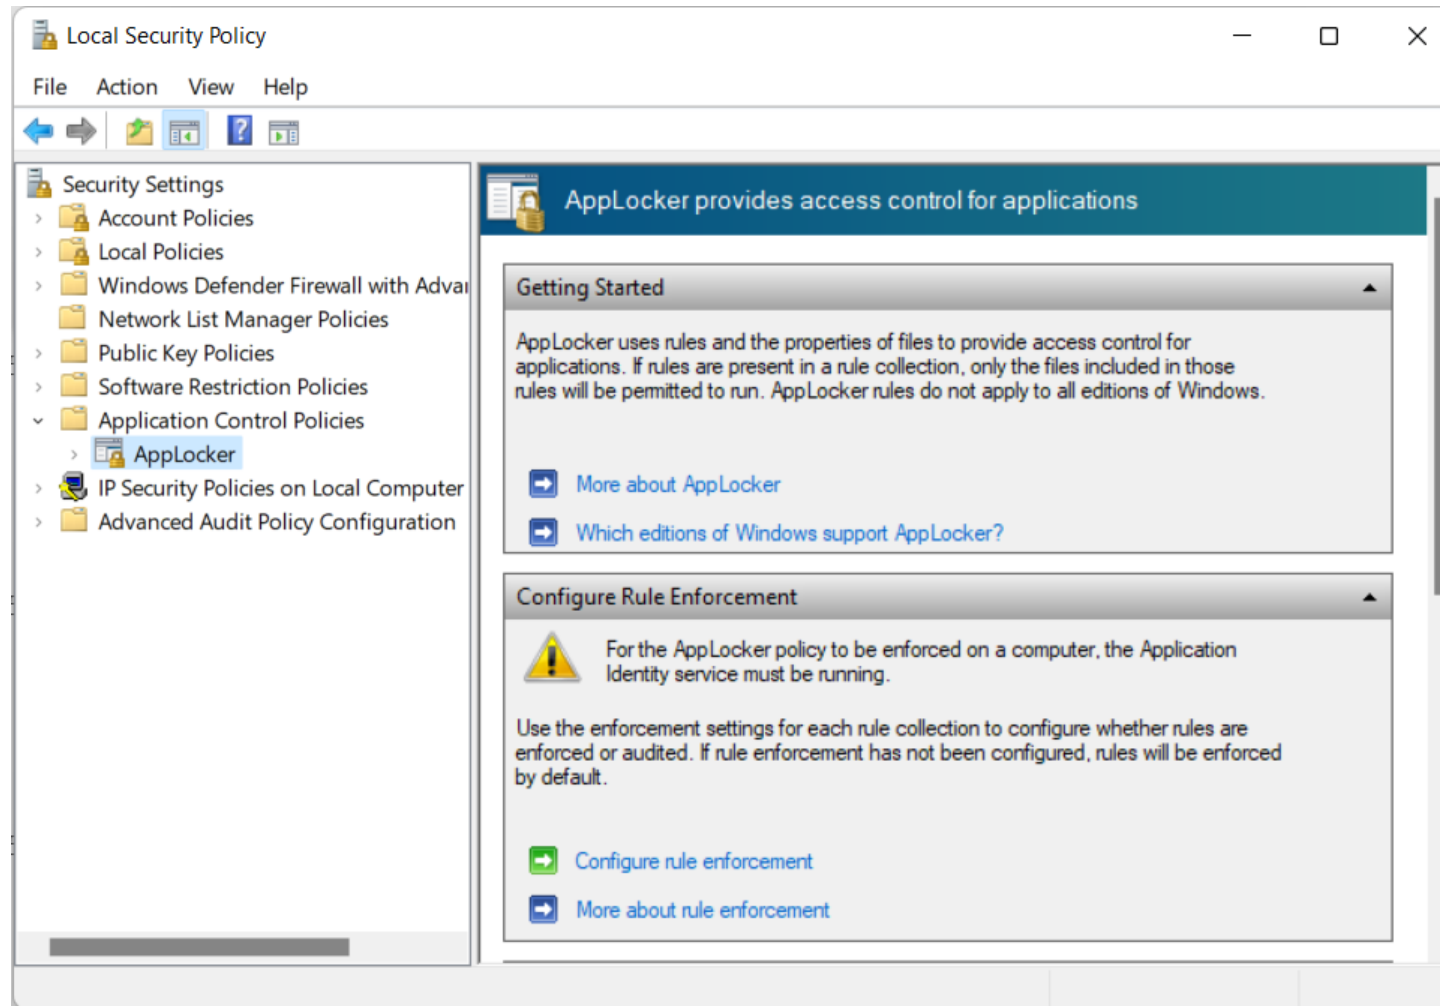 Local Security Policy
File Action View Help
Security Settings
Account Policies
Local Policies
Windows Defender Firewall with Advar
Network List Manager Policies
Public Key Policies
Software Restriction Policies
Application Control Policies
AppLocker
IP Security Policies on Local Computer
Advanced Audit Policy Configuration
AppLocker provides access control for applications
Getting Started
AppLocker uses rules and the properties of files to provide access control for
applications. If rules are present in a rule collection, only the files included in those
rules will be permitted to run. AppLocker rules do not apply to all editions of Windows.
More about AppLocker
Which editions of Windows support AppLocker?
Configure Rule Enforcement
For the AppLocker policy to be enforced on a computer, the Application
Identity service must be running.
Use the enforcement settings for each rule collection to configure whether rules are
enforced or audited. If rule enforcement has not been configured, rules will be enforced
by default.
Configure rule enforcement
More about rule enforcement